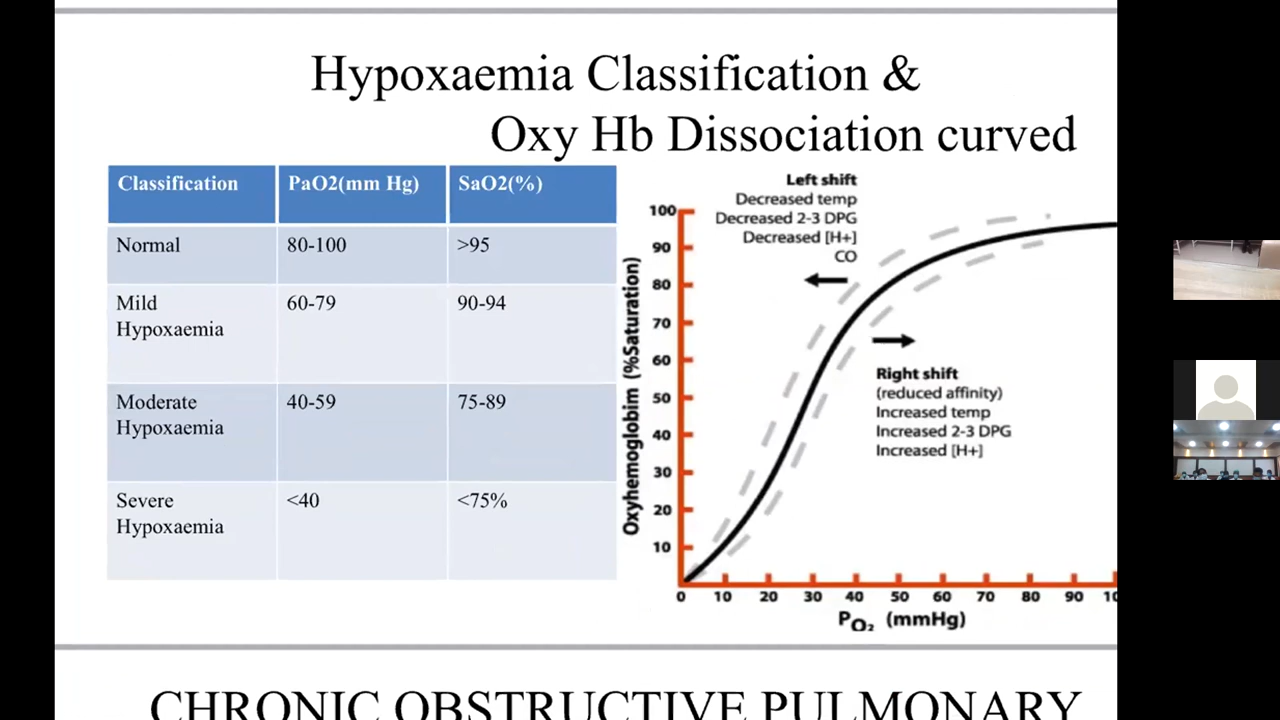 Hypoxaemia Classification &
Oxy Hb Dissociation curved
Classification PaO2(mm Hg) SaO2(%)
Normal 80-100 >95
Mild 60-79 90-94
Hypoxaemia
Moderate 40-59 75-89
Hypoxaemia
Severe <40 <75%
Hypoxaemia
Left shift
Decreased temp
Decreased 2-3 DPG
Decreased [H+]
CO
Right shift
(reduced affinity)
Increased temp
Increased 2-3 DPG
Increased [H+]
Oxyhemoglobim (%Saturation)
100
90
80
70
60
50
40
30
20
10
0 10 20 30 40 50 60 70 80 90 10
PO₂ (mmHg)
CHRONIC OBSTRUCTIVE PULMONARY